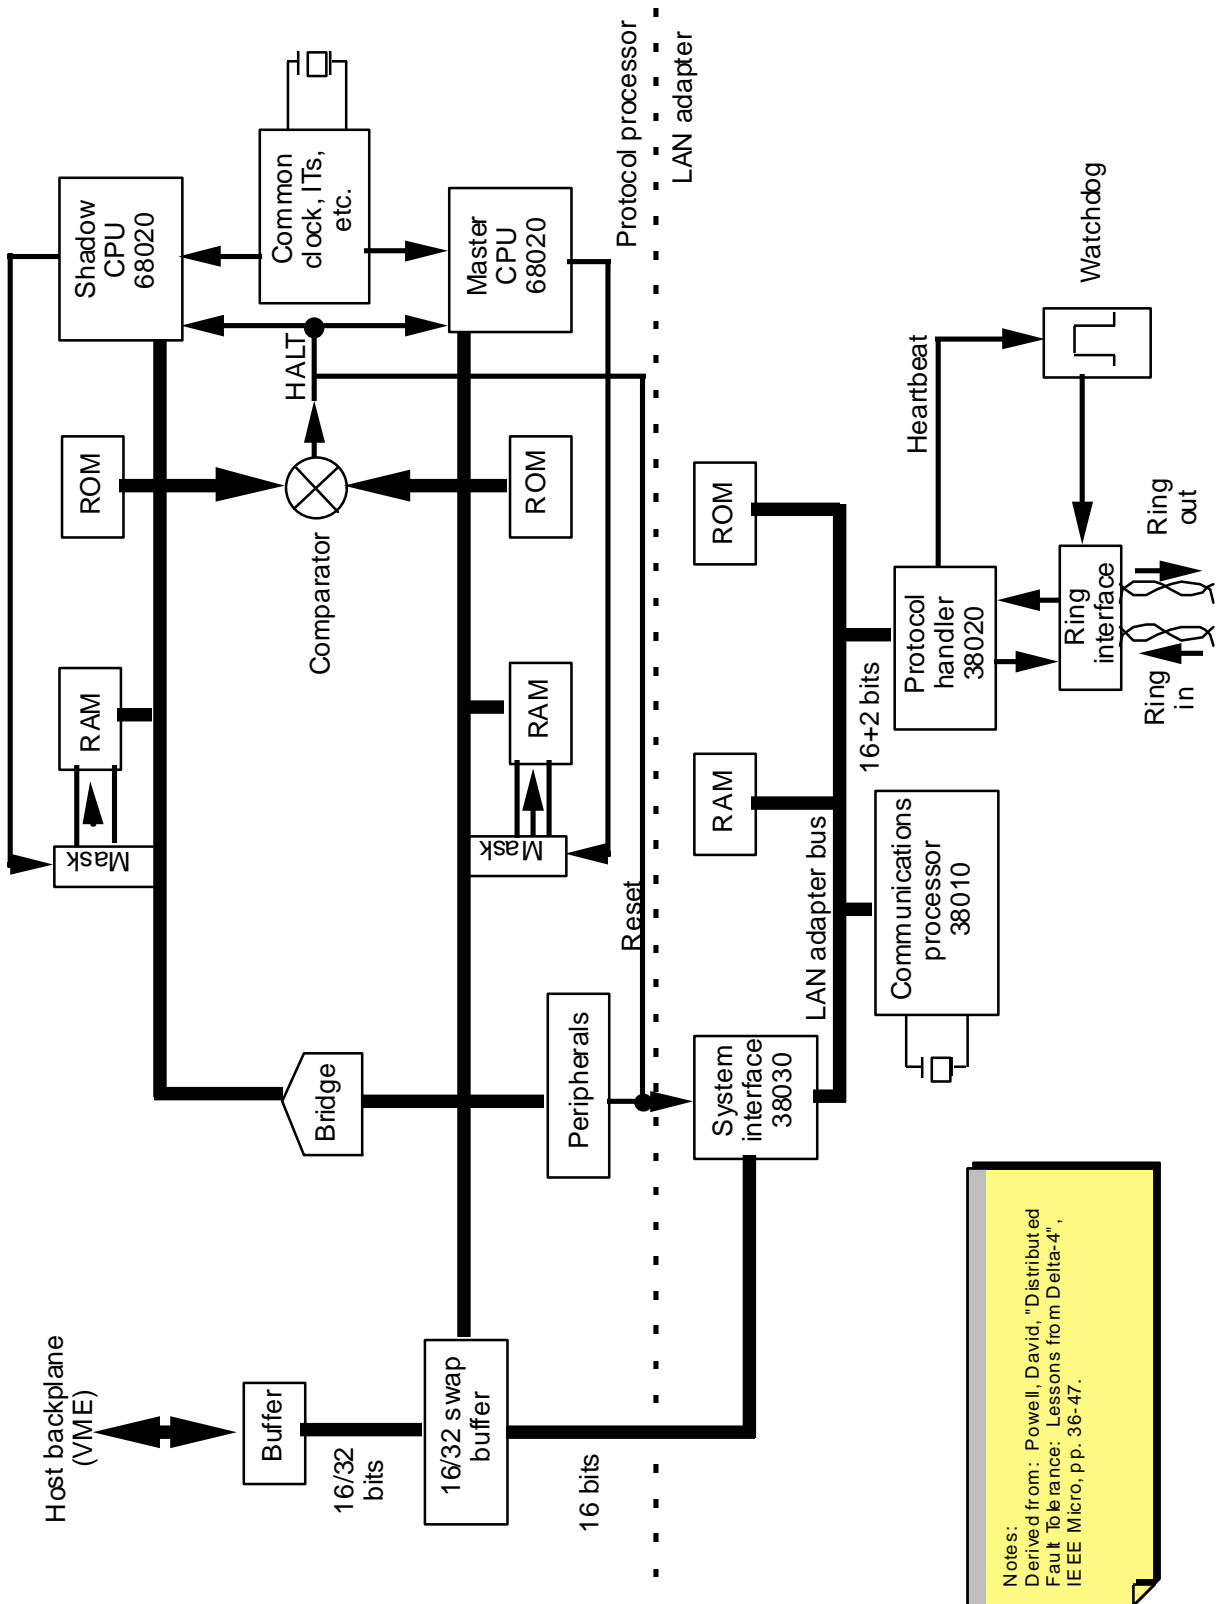 Host backplane
(VME)
Buffer
16/32
bits
16/32 swap
buffer
16 bits
Bridge
Peripherals
Mask
Mask
RAM
RAM
ROM
ROM
Comparator
HALT
Reset
Shadow
CPU
68020
Common
clock, ITs,
etc.
Master
CPU
68020
Protocol processor
LAN adapter
System
interface
38030
LAN adapter bus
RAM
ROM
Communications
processor
38010
16+2 bits
Protocol
handler
38020
Heartbeat
Watchdog
Ring
interface
Ring
in
Ring
out
Notes:
Derived from: Powell, David, "Distributed
Fault Tolerance: Lessons from Delta-4",
IEEE Micro, pp. 36-47.